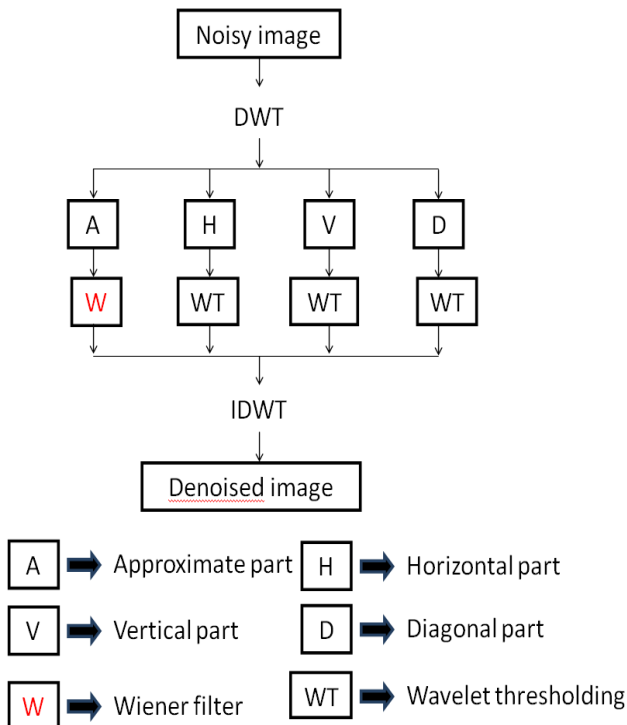 Noisy image
DWT
A H V D
W WT WT WT
IDWT
Denoised image
A Approximate part H Horizontal part
V Vertical part D Diagonal part
W Wiener filter WT Wavelet thresholding